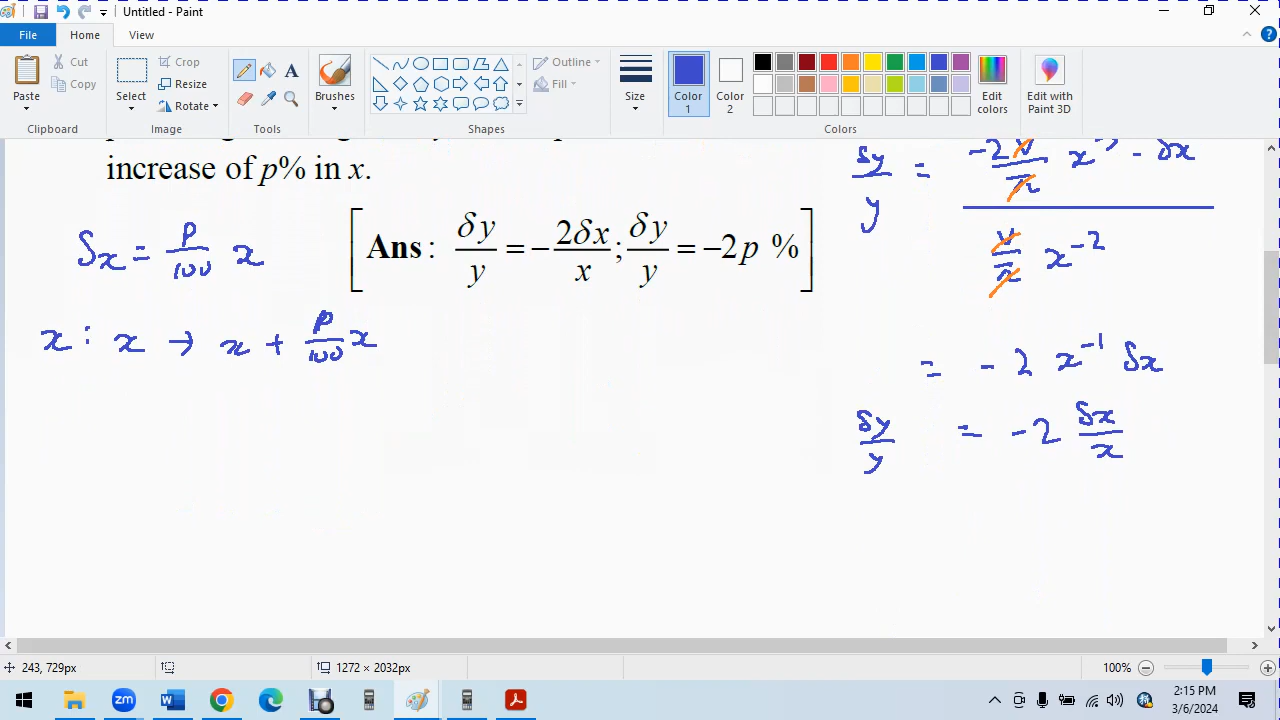 Untitled - Paint
File Home View
Paste Cut Copy Clipboard
Select Crop Resize Rotate Image
Tools
Brushes
Outline Fill Shapes
Size
Color 1 Color 2 Edit colors Colors
Edit with Paint 3D
increase of p% in x.
δx = p/100 x
[Ans : δy/y = −2δx/x ; δy/y = −2p %]
x : x → x + p/100 x
δy/y = -2 V/π x - δx
V/π x^-2
= - 2 x^-1 δx
δy/y = -2 δx/x
243, 729px 1272 × 2032px 100%
zm W
2:15 PM
3/6/2024